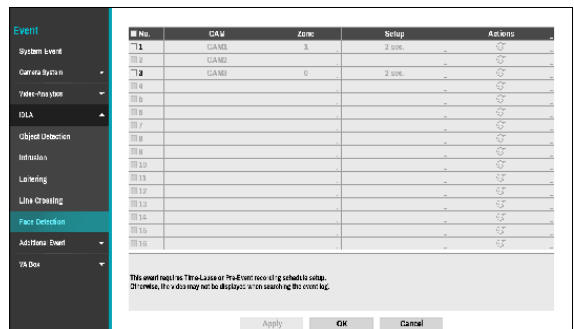 Event
System Event
Camera System
Video-Analytics
IDLA
Object Detection
Intrusion
Loitering
Line Crossing
Face Detection
Additional Event
VA Box
No. CAM Zone Setup Actions
1 CAM1 1 2 sec.
2 CAM2
3 CAM3 0 2 sec.
4
5
6
7
8
9
10
11
12
13
14
15
16
This event requires Time-Lapse or Pre-Event recording schedule setup.
Otherwise, the video may not be displayed when searching the event log.
Apply OK Cancel